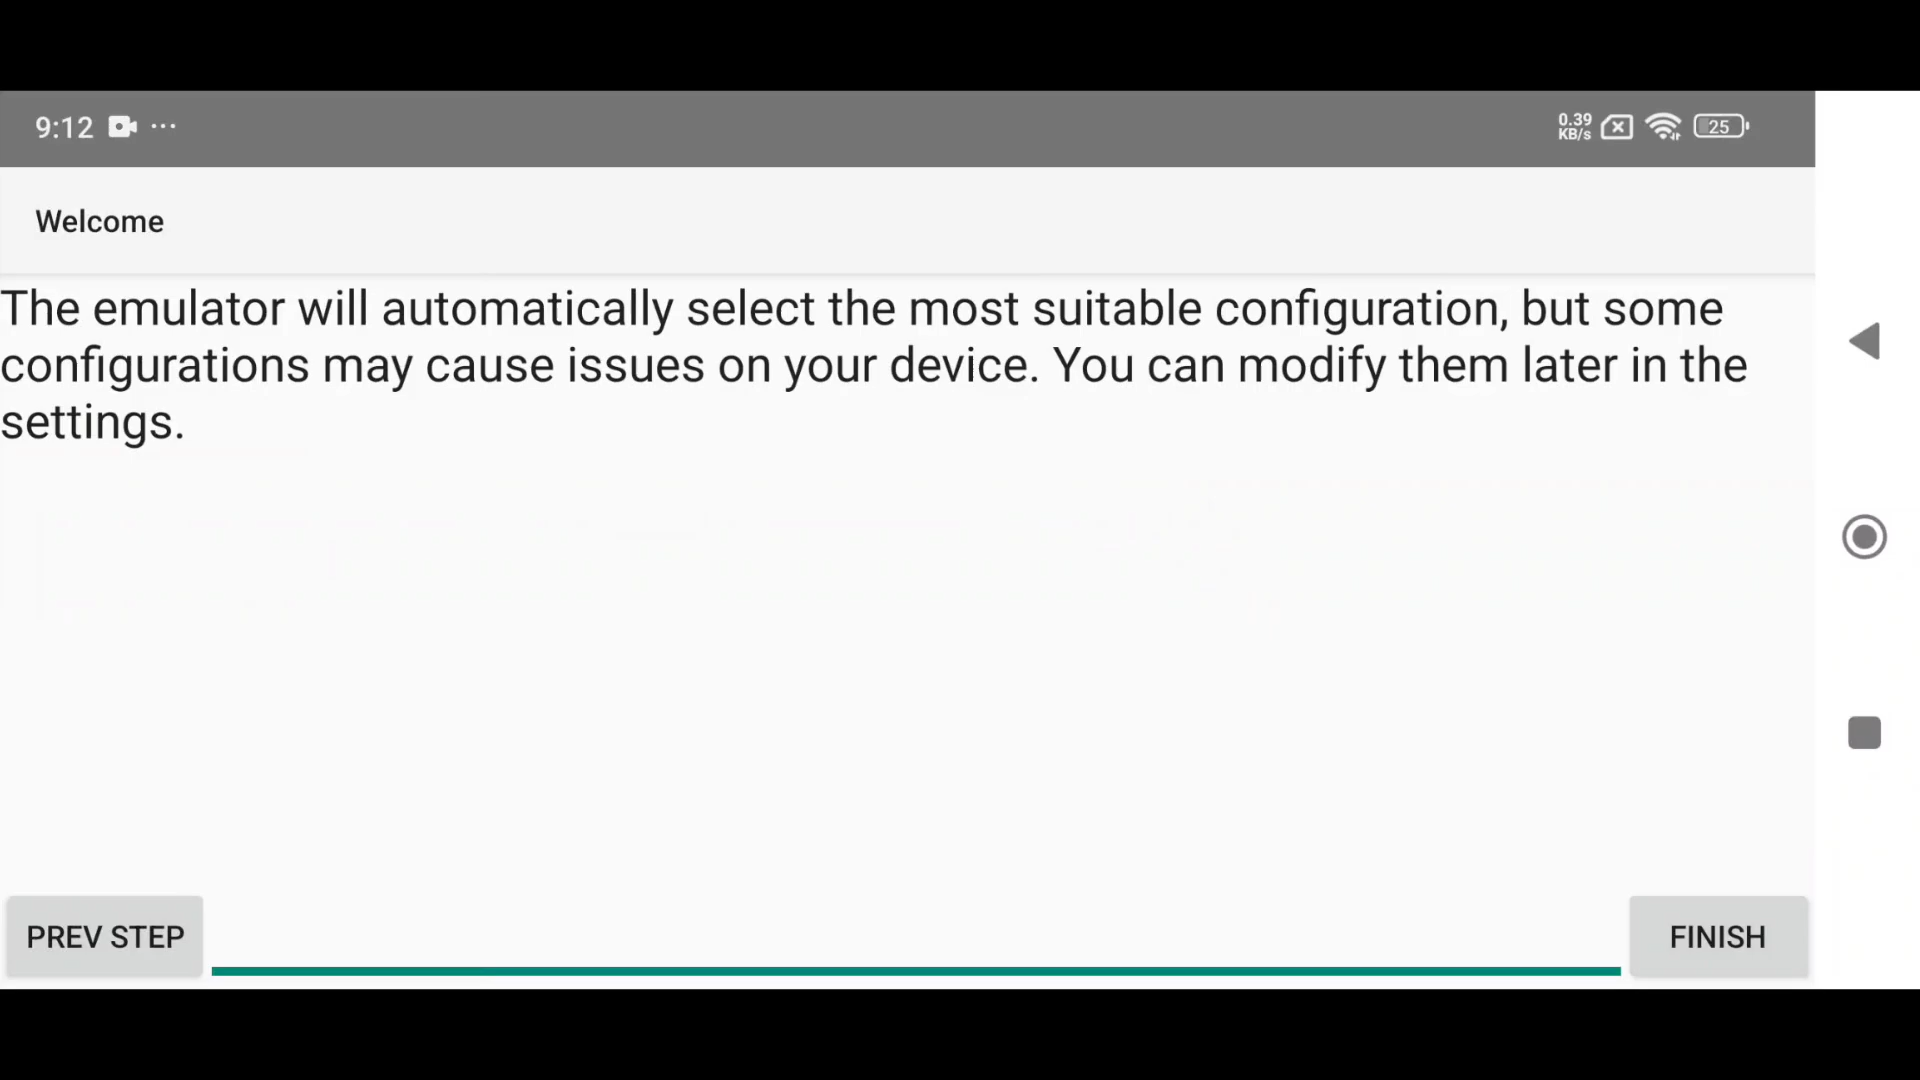 9:12 ...
0.39
KB/s
25
Welcome
The emulator will automatically select the most suitable configuration, but some
configurations may cause issues on your device. You can modify them later in the
settings.
PREV STEP
FINISH